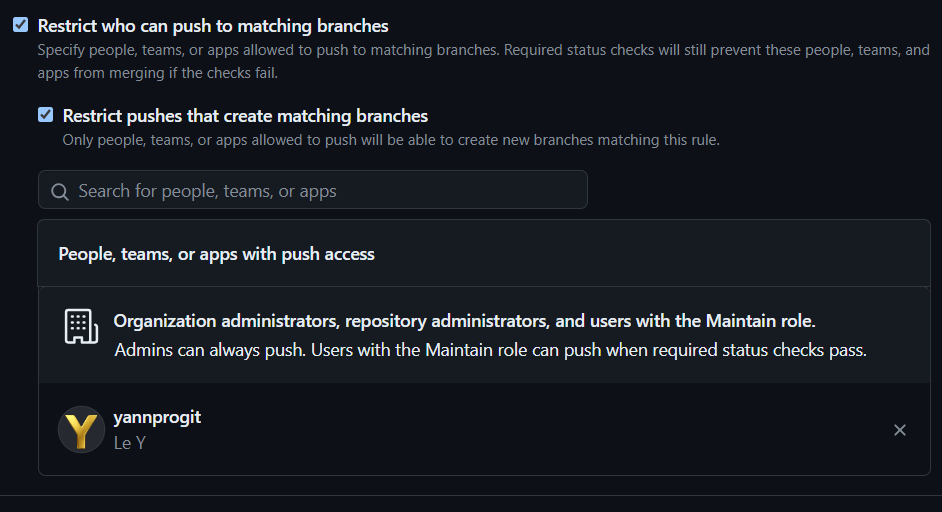 Restrict who can push to matching branches
Specify people, teams, or apps allowed to push to matching branches. Required status checks will still prevent these people, teams, and
apps from merging if the checks fail.
Restrict pushes that create matching branches
Only people, teams, or apps allowed to push will be able to create new branches matching this rule.
Search for people, teams, or apps
People, teams, or apps with push access
Organization administrators, repository administrators, and users with the Maintain role.
Admins can always push. Users with the Maintain role can push when required status checks pass.
Y
yannprogit
Le Y